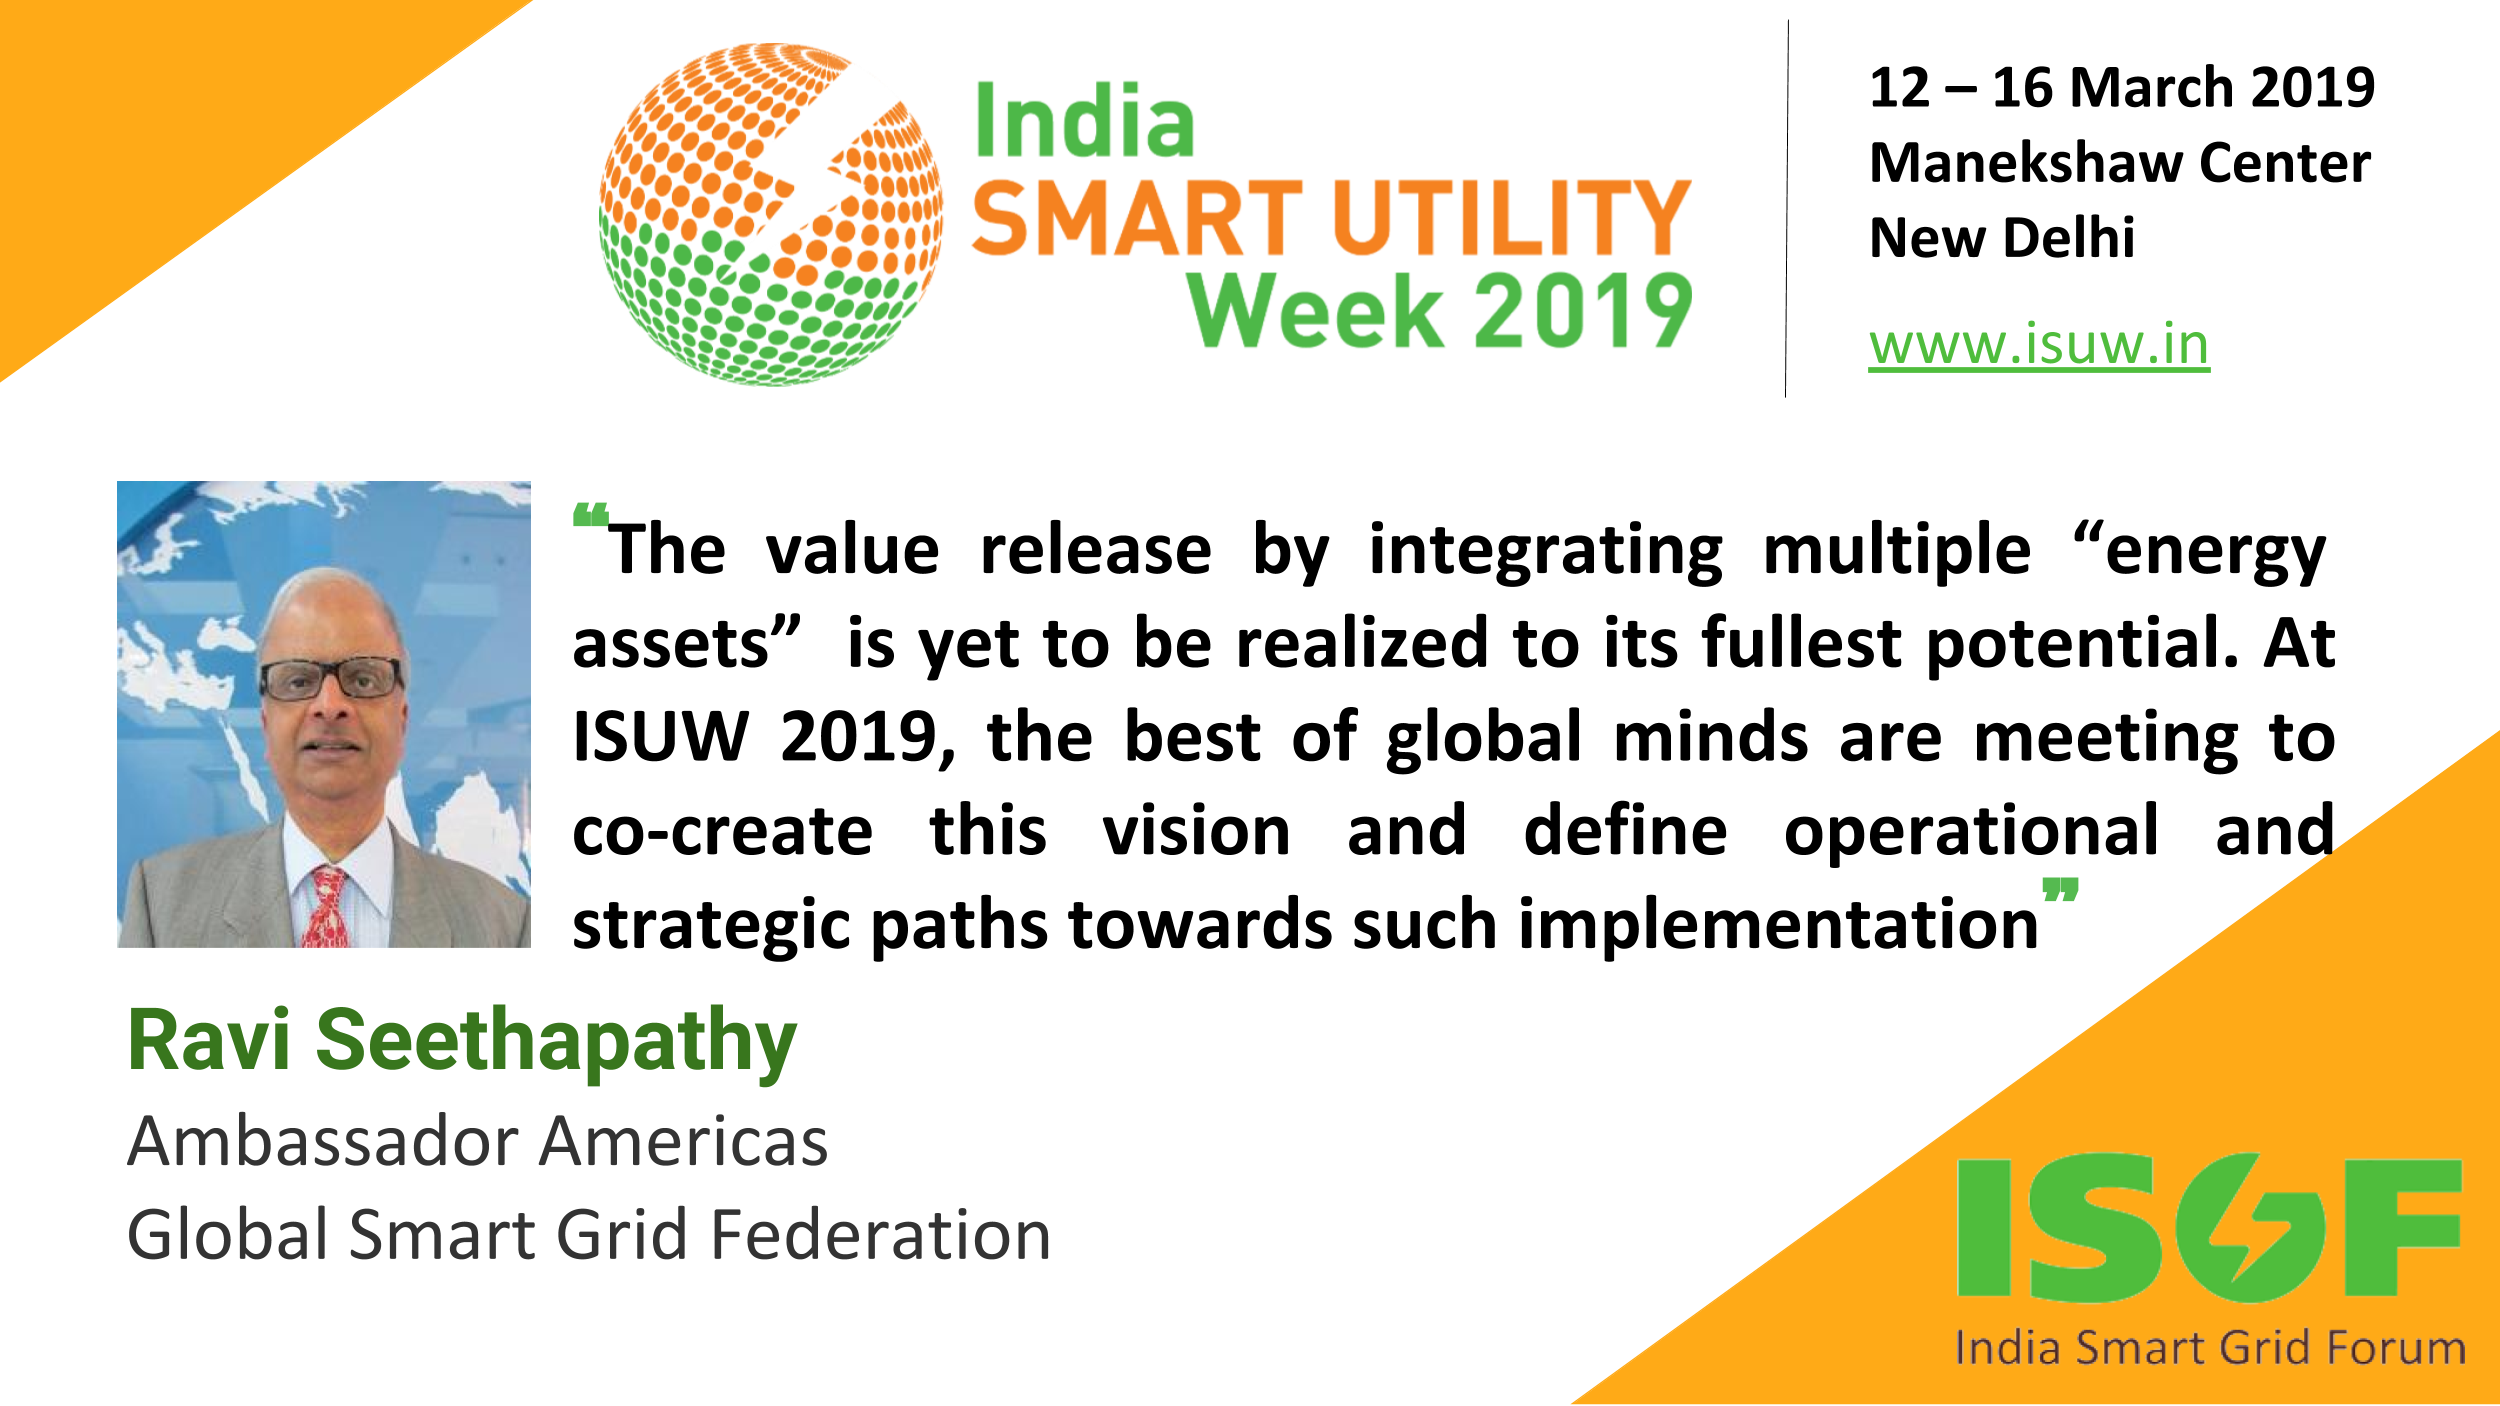 India
SMART UTILITY
Week 2019
12 – 16 March 2019
Manekshaw Center
New Delhi
www.isuw.in
❝The value release by integrating multiple “energy
assets” is yet to be realized to its fullest potential. At
ISUW 2019, the best of global minds are meeting to
co-create this vision and define operational and
strategic paths towards such implementation❞
Ravi Seethapathy
Ambassador Americas
Global Smart Grid Federation
ISGF
India Smart Grid Forum